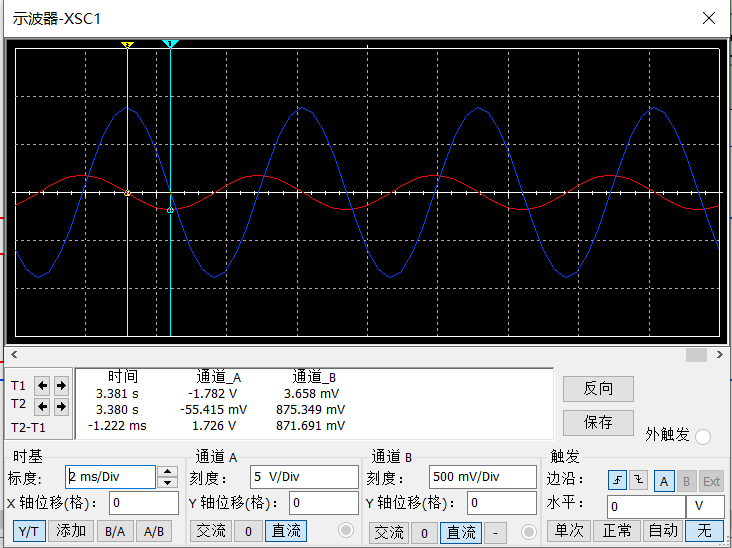 示波器-XSC1
时间 通道_A 通道_B
T1 3.381 s -1.782 V 3.658 mV
T2 3.380 s -55.415 mV 875.349 mV
T2-T1 -1.222 ms 1.726 V 871.691 mV
反向
保存
外触发
时基 通道 A 通道 B 触发
标度: 2 ms/Div 刻度: 5 V/Div 刻度: 500 mV/Div 边沿: A B Ext
X 轴位移(格): 0 Y 轴位移(格): 0 Y 轴位移(格): 0 水平: 0 V
Y/T 添加 B/A A/B 交流 0 直流 交流 0 直流 - 单次 正常 自动 无